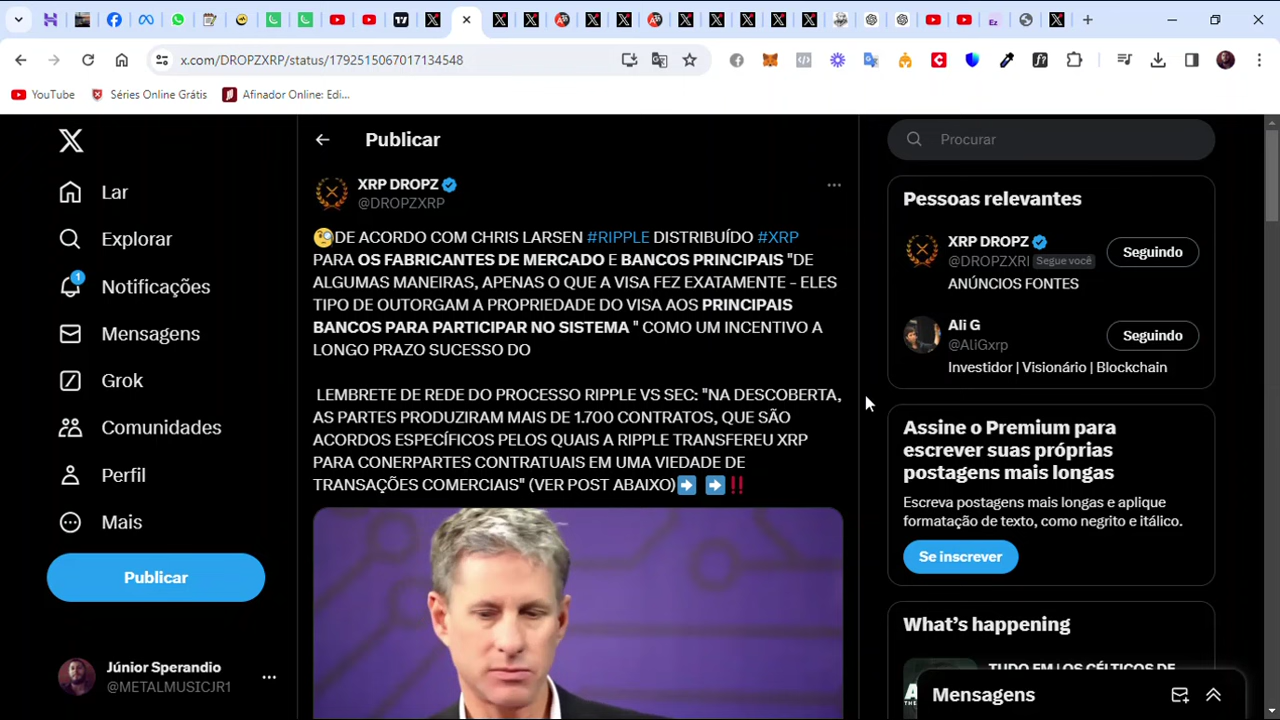 x.com/DROPZXRP/status/1792515067017134548
YouTube
Séries Online Grátis
Afinador Online: Edi...
Lar
Explorar
1
Notificações
Mensagens
Grok
Comunidades
Perfil
Mais
Publicar
Júnior Sperandio
@METALMUSICJR1
Publicar
XRP DROPZ
@DROPZXRP
DE ACORDO COM CHRIS LARSEN #RIPPLE DISTRIBUÍDO #XRP
PARA OS FABRICANTES DE MERCADO E BANCOS PRINCIPAIS "DE
ALGUMAS MANEIRAS, APENAS O QUE A VISA FEZ EXATAMENTE - ELES
TIPO DE OUTORGAM A PROPRIEDADE DO VISA AOS PRINCIPAIS
BANCOS PARA PARTICIPAR NO SISTEMA " COMO UM INCENTIVO A
LONGO PRAZO SUCESSO DO
LEMBRETE DE REDE DO PROCESSO RIPPLE VS SEC: "NA DESCOBERTA,
AS PARTES PRODUZIRAM MAIS DE 1.700 CONTRATOS, QUE SÃO
ACORDOS ESPECÍFICOS PELOS QUAIS A RIPPLE TRANSFEREU XRP
PARA CONERPARTES CONTRATUAIS EM UMA VIEDADE DE
TRANSAÇÕES COMERCIAIS" (VER POST ABAIXO)
Procurar
Pessoas relevantes
XRP DROPZ
@DROPZXRI Segue você
Seguindo
ANÚNCIOS FONTES
Ali G
@AliGxrp
Seguindo
Investidor | Visionário | Blockchain
Assine o Premium para
escrever suas próprias
postagens mais longas
Escreva postagens mais longas e aplique
formatação de texto, como negrito e itálico.
Se inscrever
What's happening
TUDO EM LOS CÉLTICOS DE
Mensagens